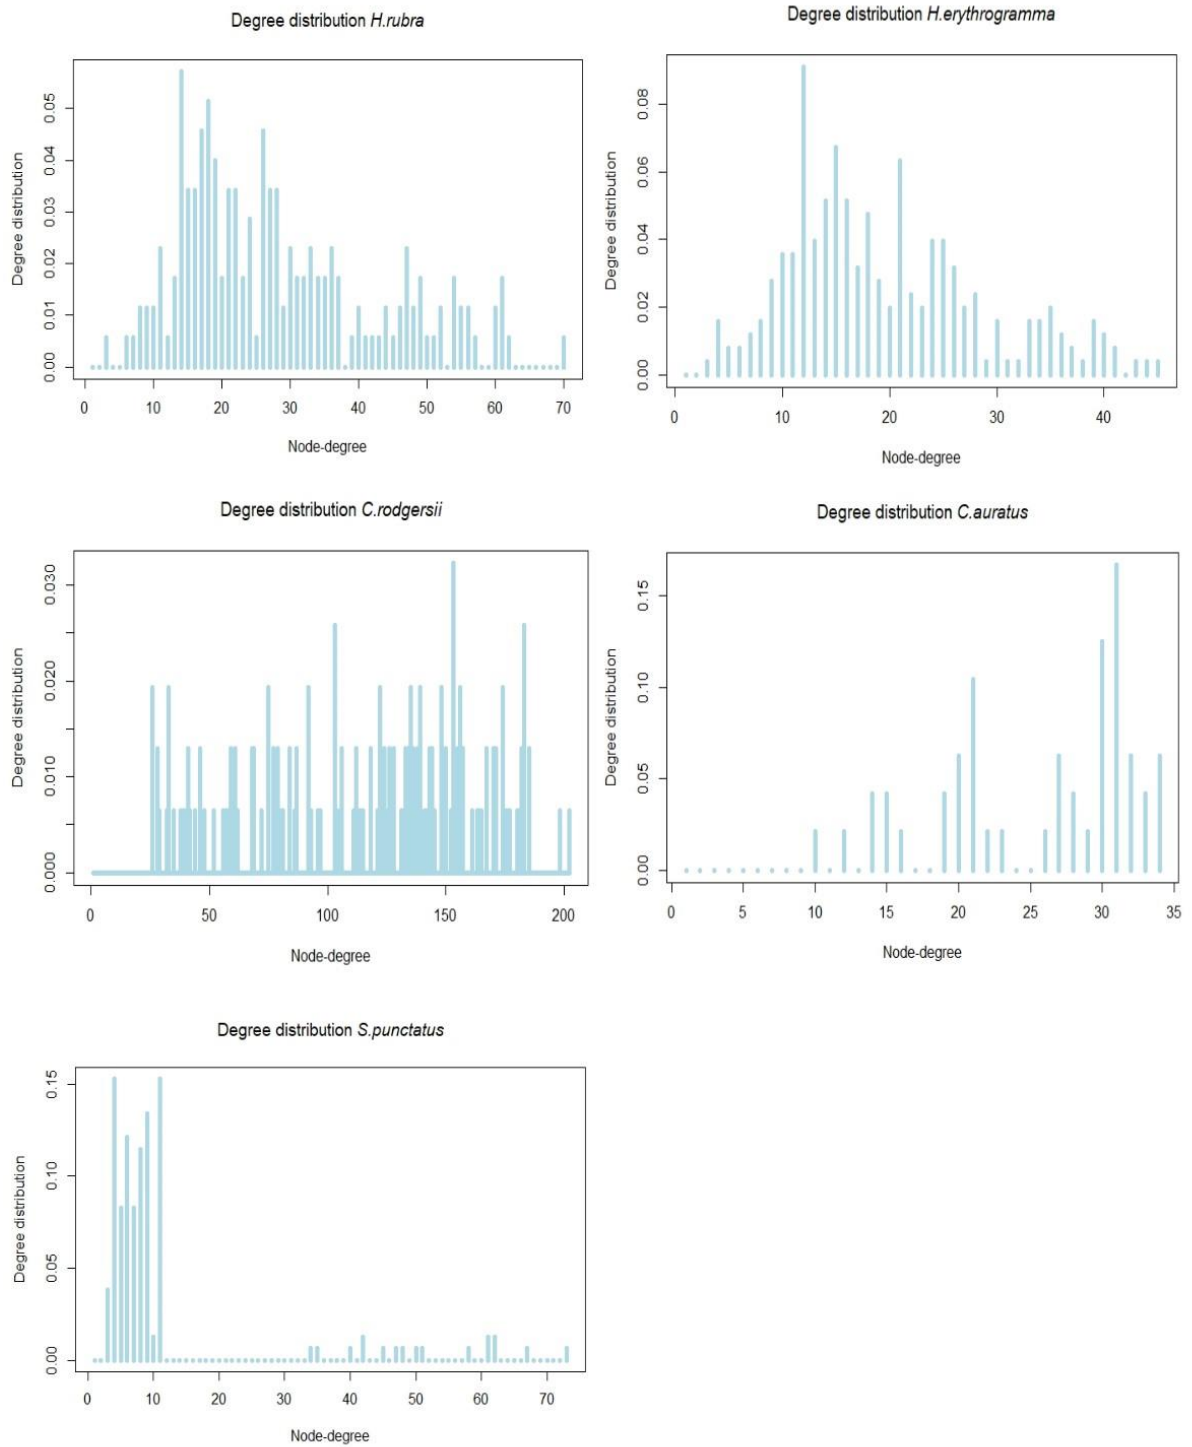 Degree distribution H.rubra
Degree distribution
0.00 0.01 0.02 0.03 0.04 0.05
0 10 20 30 40 50 60 70
Node-degree
Degree distribution H.erythrogramma
Degree distribution
0.00 0.02 0.04 0.06 0.08
0 10 20 30 40
Node-degree
Degree distribution C.rodgersii
Degree distribution
0.000 0.010 0.020 0.030
0 50 100 150 200
Node-degree
Degree distribution C.auratus
Degree distribution
0.00 0.05 0.10 0.15
0 5 10 15 20 25 30 35
Node-degree
Degree distribution S.punctatus
Degree distribution
0.00 0.05 0.10 0.15
0 10 20 30 40 50 60 70
Node-degree